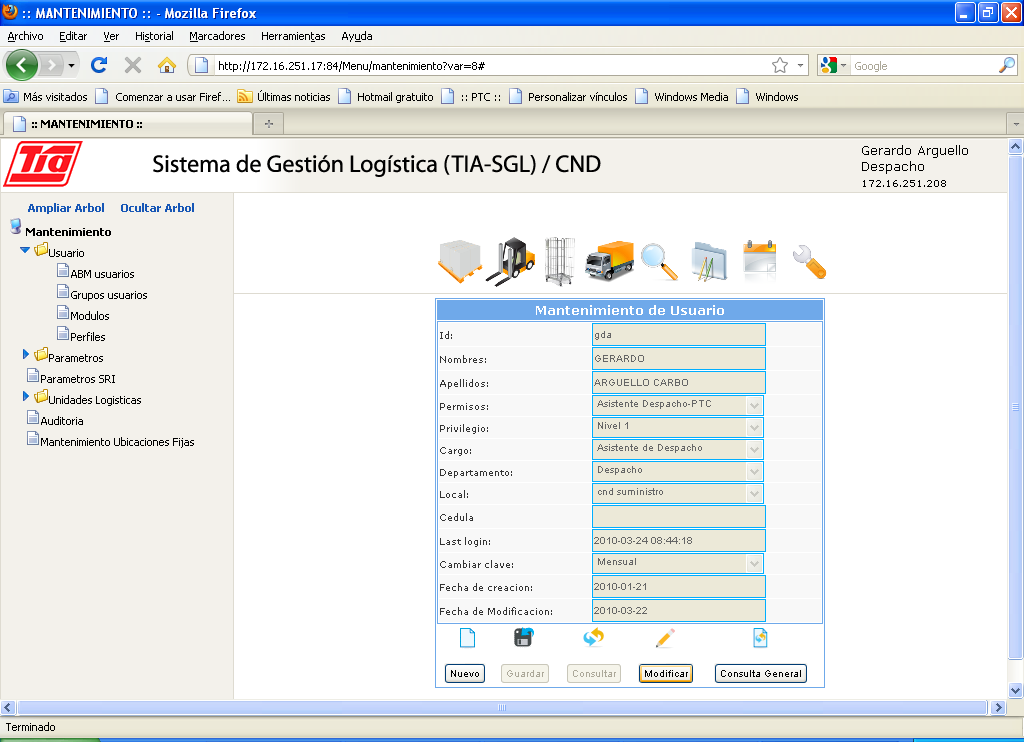 :: MANTENIMIENTO :: - Mozilla Firefox
Archivo Editar Ver Historial Marcadores Herramientas Ayuda
http://172.16.251.17:84/Menu/mantenimiento?var=8# Google
Más visitados Comenzar a usar Firef... Últimas noticias Hotmail gratuito :: PTC :: Personalizar vínculos Windows Media Windows
:: MANTENIMIENTO ::
Tia Sistema de Gestión Logística (TIA-SGL) / CND
Gerardo Arguello
Despacho
172.16.251.208
Ampliar Arbol Ocultar Arbol
Mantenimiento
Usuario
ABM usuarios
Grupos usuarios
Modulos
Perfiles
Parametros
Parametros SRI
Unidades Logisticas
Auditoria
Mantenimiento Ubicaciones Fijas
Mantenimiento de Usuario
Id: gda
Nombres: GERARDO
Apellidos: ARGUELLO CARBO
Permisos: Asistente Despacho-PTC
Privilegio: Nivel 1
Cargo: Asistente de Despacho
Departamento: Despacho
Local: cnd suministro
Cedula
Last login: 2010-03-24 08:44:18
Cambiar clave: Mensual
Fecha de creacion: 2010-01-21
Fecha de Modificacion: 2010-03-22
Nuevo Guardar Consultar Modificar Consulta General
Terminado